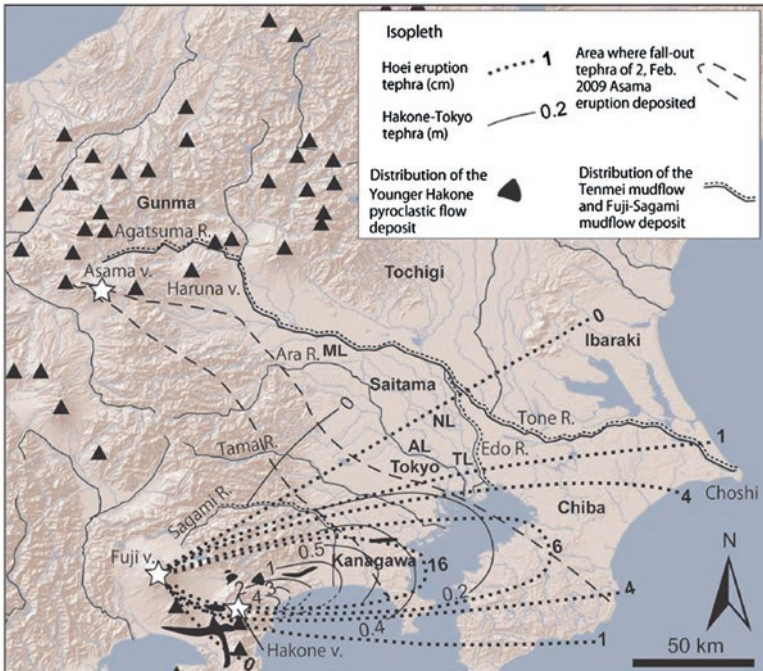 Isopleth
Hoei eruption
tephra (cm)
1
Hakone-Tokyo
tephra (m)
0.2
Distribution of the
Younger Hakone
pyroclastic flow
deposit
Area where fall-out
tephra of 2, Feb.
2009 Asama
eruption deposited
Distribution of the
Tenmei mudflow
and Fuji-Sagami
mudflow deposit
Gunma
Agatsuma R.
Asama v.
Haruna v.
Tochigi
0
Ibaraki
Ara R.
ML
Saitama
0
NL
Tone R.
1
AL
Edo R.
Tama R.
Tokyo
TL
4
Choshi
Sagami R.
Chiba
N
Fuji v.
0.5
Kanagawa
6
1
16
2
3
4
0.2
4
0.4
1
0
Hakone v.
50 km